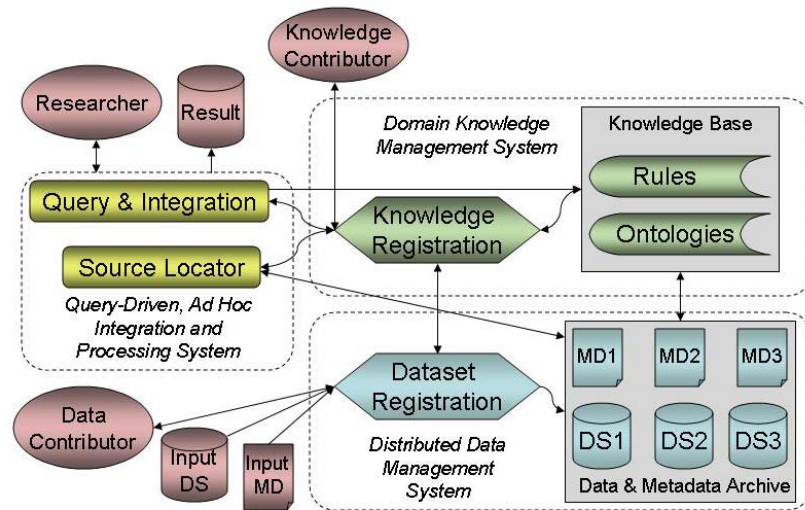 Knowledge
Contributor
Researcher
Result
Domain Knowledge
Management System
Knowledge Base
Rules
Ontologies
Query & Integration
Knowledge
Registration
Source Locator
Query-Driven, Ad Hoc
Integration and
Processing System
MD1
MD2
MD3
Dataset
Registration
Data
Contributor
Input
DS
Input
MD
DS1
DS2
DS3
Distributed Data
Management
System
Data & Metadata Archive